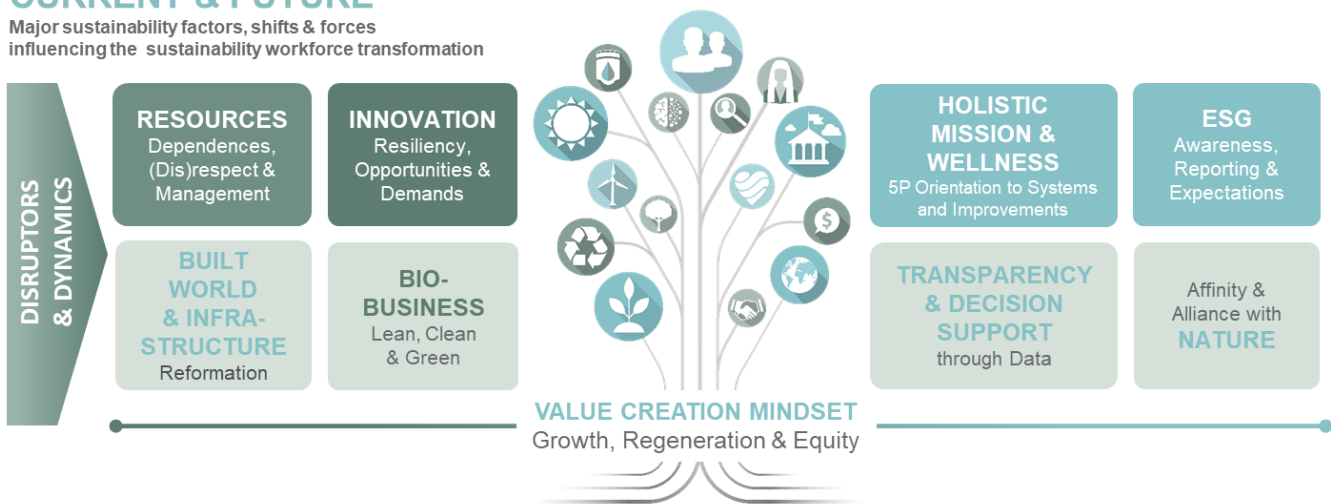 CURRENT & FUTURE
Major sustainability factors, shifts & forces
influencing the sustainability workforce transformation
DISRUPTORS
& DYNAMICS
RESOURCES
Dependences,
(Dis)respect &
Management
INNOVATION
Resiliency,
Opportunities &
Demands
HOLISTIC
MISSION &
WELLNESS
5P Orientation to Systems
and Improvements
ESG
Awareness,
Reporting &
Expectations
BUILT
WORLD
& INFRA-
STRUCTURE
Reformation
BIO-
BUSINESS
Lean, Clean
& Green
$
TRANSPARENCY
& DECISION
SUPPORT
through Data
Affinity &
Alliance with
NATURE
VALUE CREATION MINDSET
Growth, Regeneration & Equity